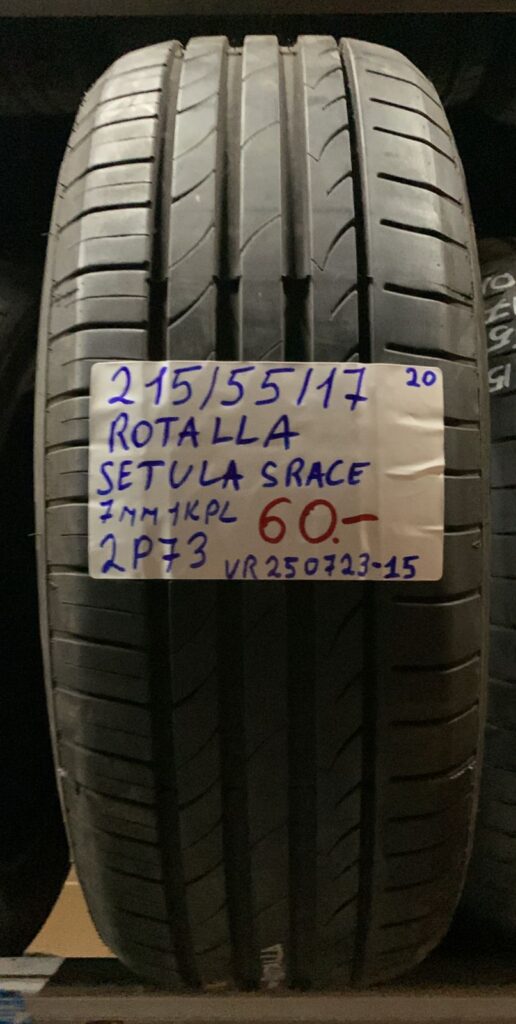 215/55/17 20
ROTALLA
SETULA SRACE
7MM 1KPL 60.-
2P73 VR250723-15